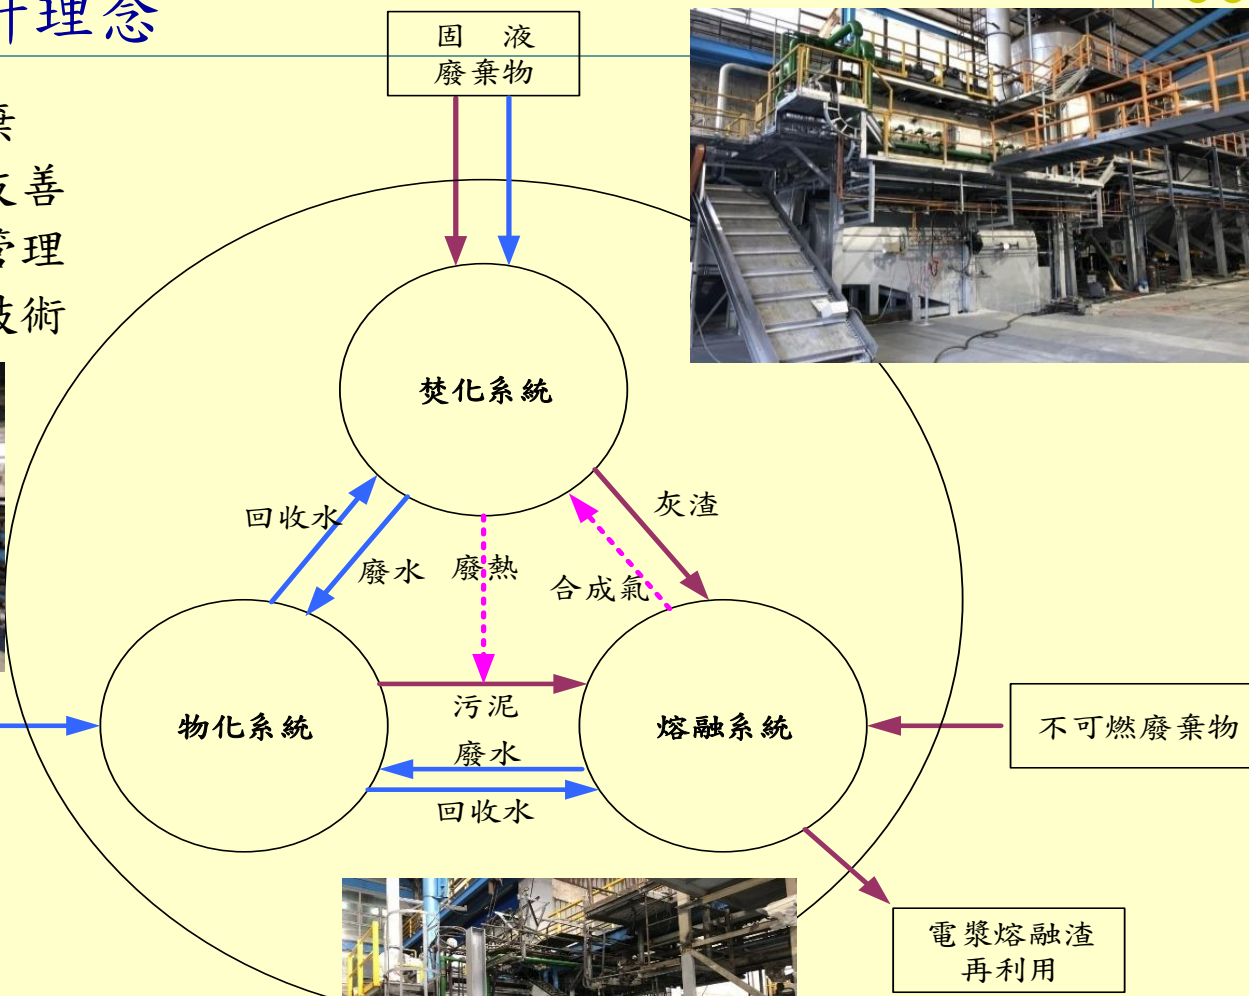 計理念
固 液
廢棄物
棄
友善
管理
技術
焚化系統
回收水
灰渣
廢水
廢熱
合成氣
污泥
物化系統
熔融系統
不可燃廢棄物
廢水
回收水
電漿熔融渣
再利用